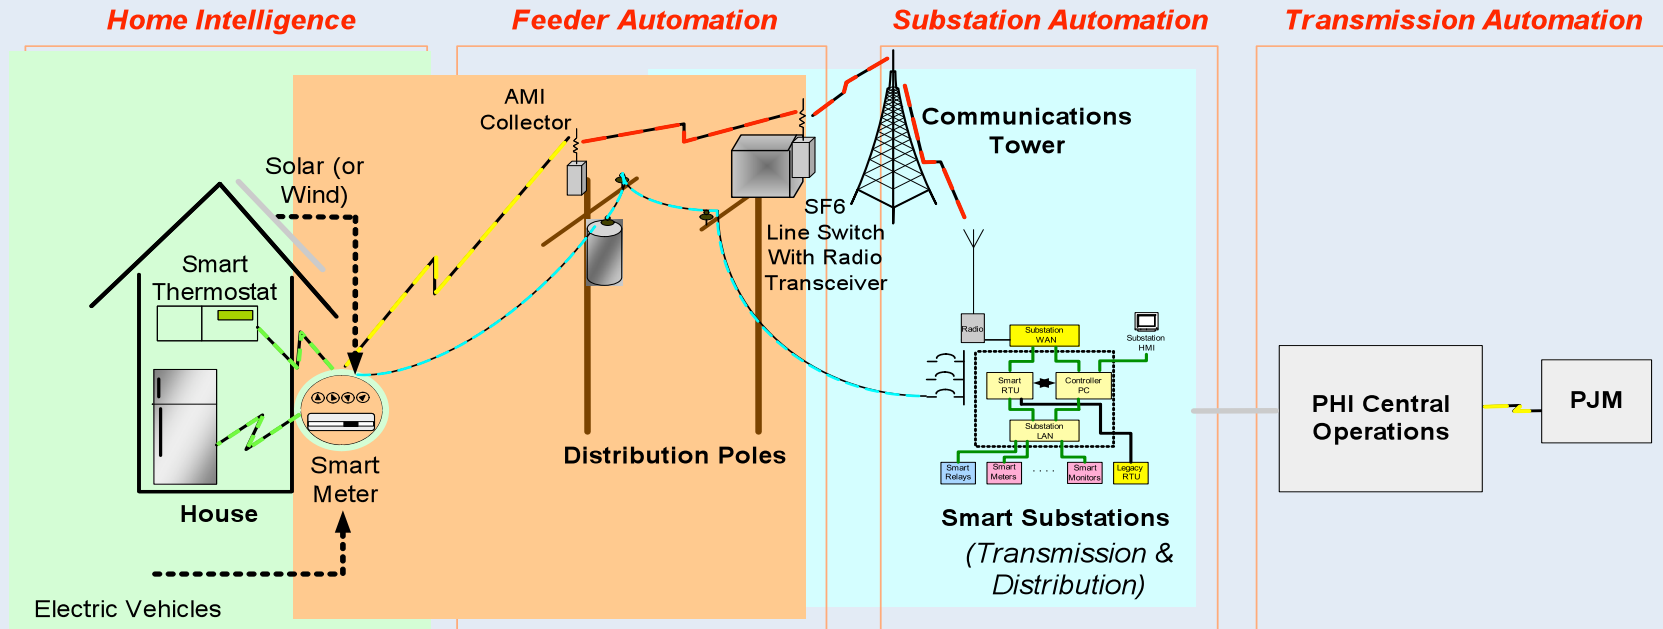 Home Intelligence
Feeder Automation
Substation Automation
Transmission Automation
AMI
Collector
Communications
Tower
Solar (or
Wind)
SF6
Line Switch
With Radio
Transceiver
Smart
Thermostat
Radio
Substation
WAN
Substation
HMI
Smart
RTU
Controller
PC
Substation
LAN
Smart
Relays
Smart
Meters
. . . .
Smart
Monitors
Legacy
RTU
PHI Central
Operations
PJM
Distribution Poles
Smart
Meter
House
Smart Substations
(Transmission &
Distribution)
Electric Vehicles